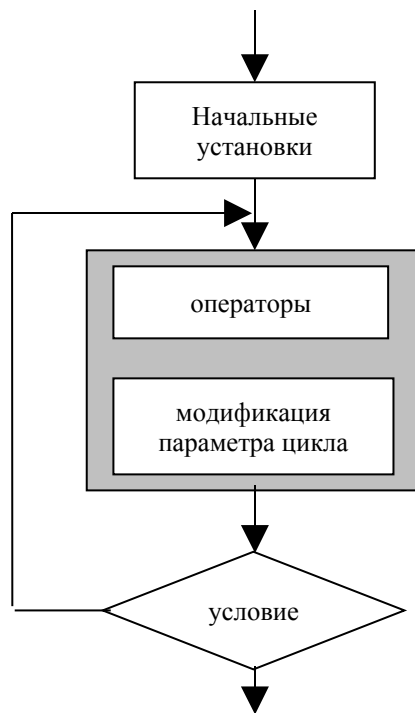 Начальные
установки
операторы
модификация
параметра цикла
условие